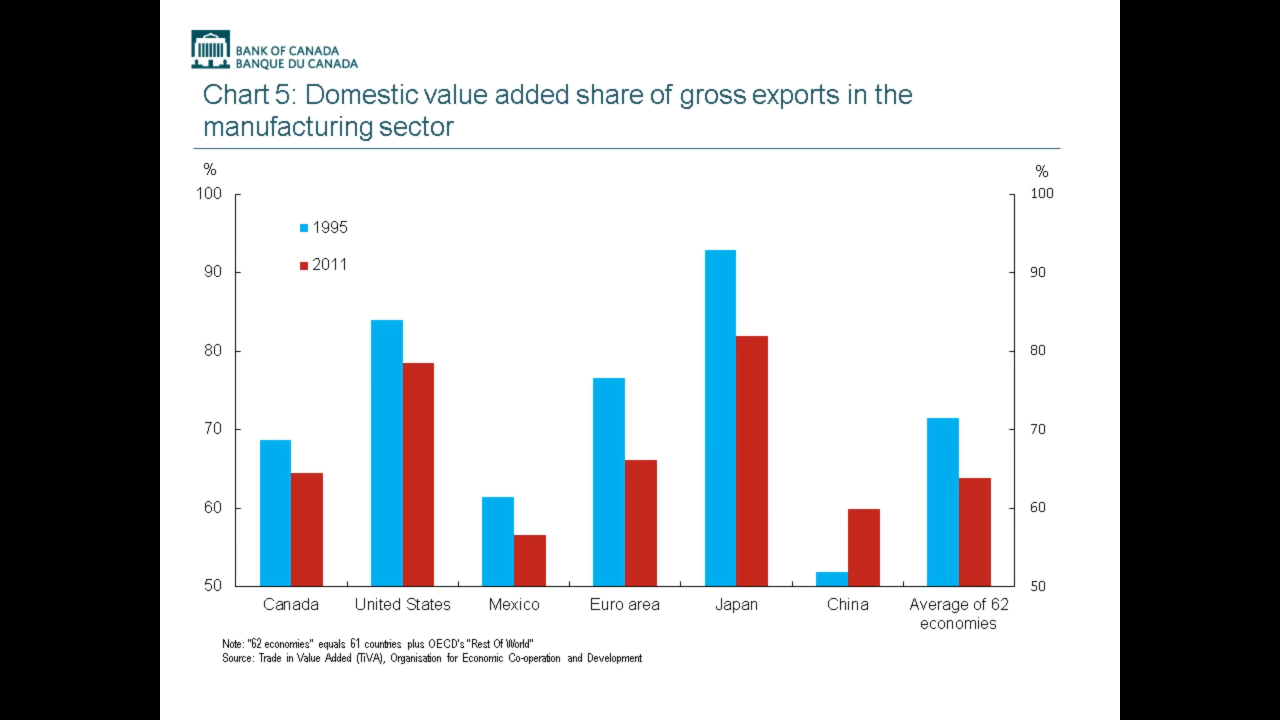 BANK OF CANADA
BANQUE DU CANADA
Chart 5: Domestic value added share of gross exports in the
manufacturing sector
% %
100 100
1995
2011
90 90
80 80
70 70
60 60
50 50
Canada United States Mexico Euro area Japan China Average of 62
economies
Note: "62 economies" equals 61 countries plus OECD's "Rest Of World"
Source: Trade in Value Added (TiVA), Organisation for Economic Co-operation and Development